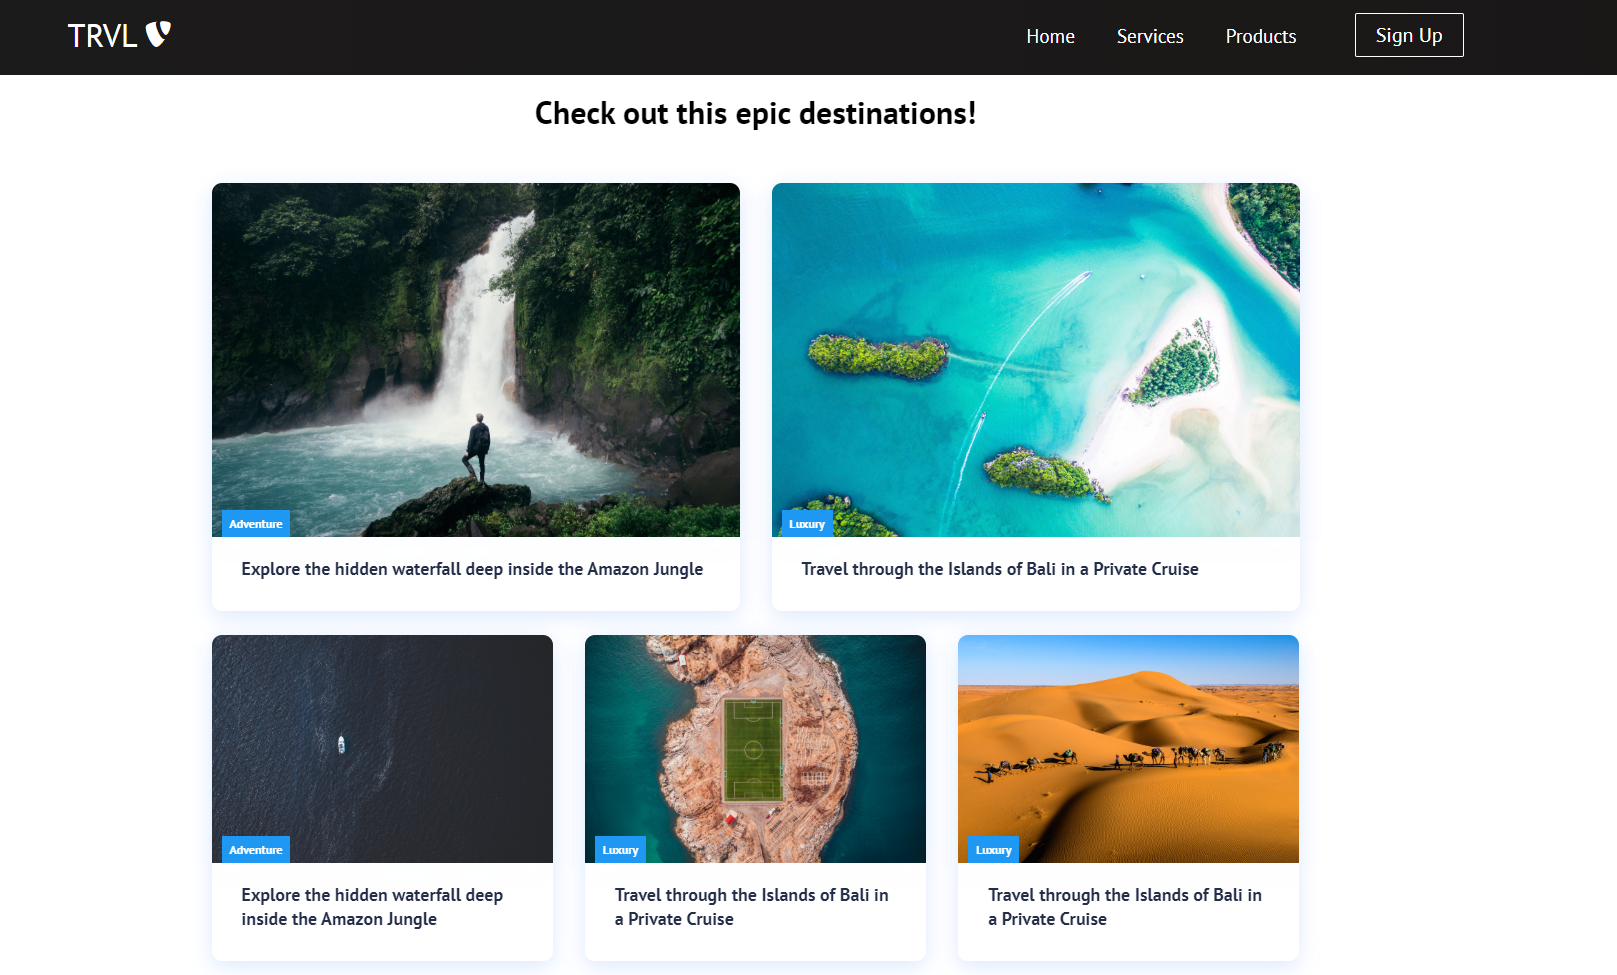 TRVL
Home
Services
Products
Sign Up
Check out this epic destinations!
Adventure
Explore the hidden waterfall deep inside the Amazon Jungle
Luxury
Travel through the Islands of Bali in a Private Cruise
Adventure
Explore the hidden waterfall deep
inside the Amazon Jungle
Luxury
Travel through the Islands of Bali in
a Private Cruise
Luxury
Travel through the Islands of Bali in
a Private Cruise